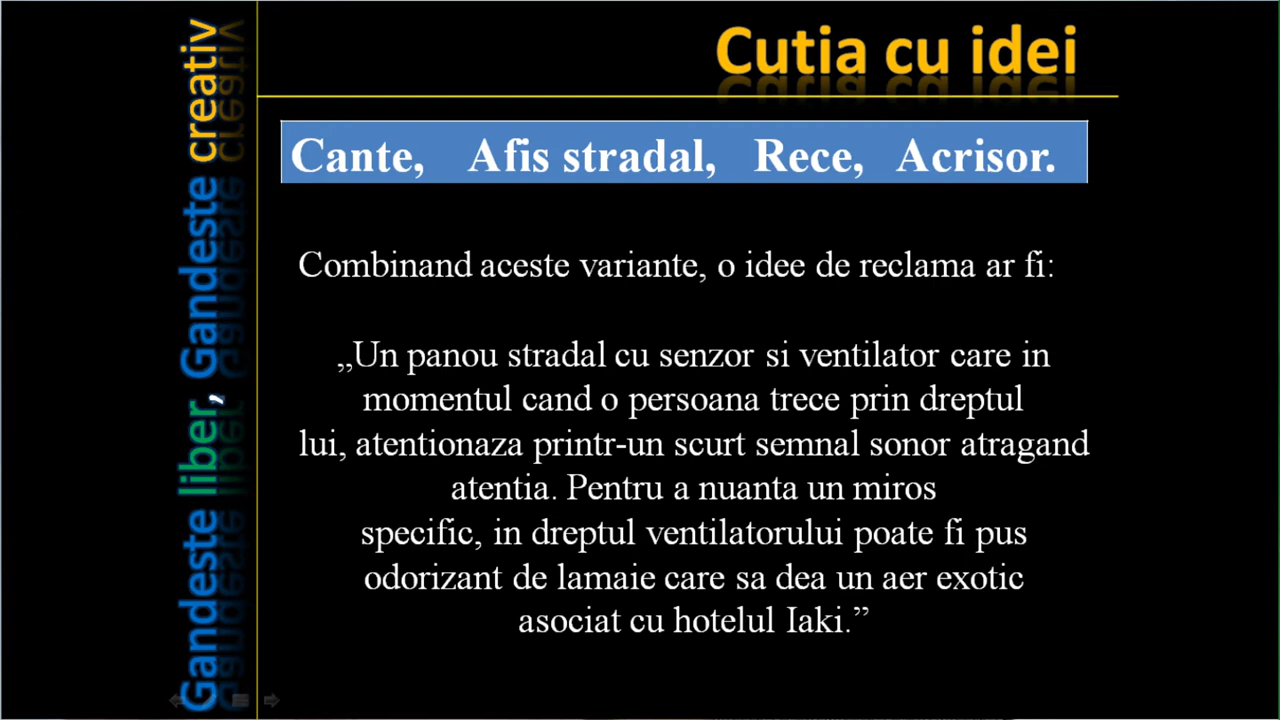 Cutia cu idei
Gandeste liber, Gandeste creativ
Cante, Afis stradal, Rece, Acrisor.
Combinand aceste variante, o idee de reclama ar fi:
„Un panou stradal cu senzor si ventilator care in
momentul cand o persoana trece prin dreptul
lui, atentionaza printr-un scurt semnal sonor atragand
atentia. Pentru a nuanta un miros
specific, in dreptul ventilatorului poate fi pus
odorizant de lamaie care sa dea un aer exotic
asociat cu hotelul Iaki.”